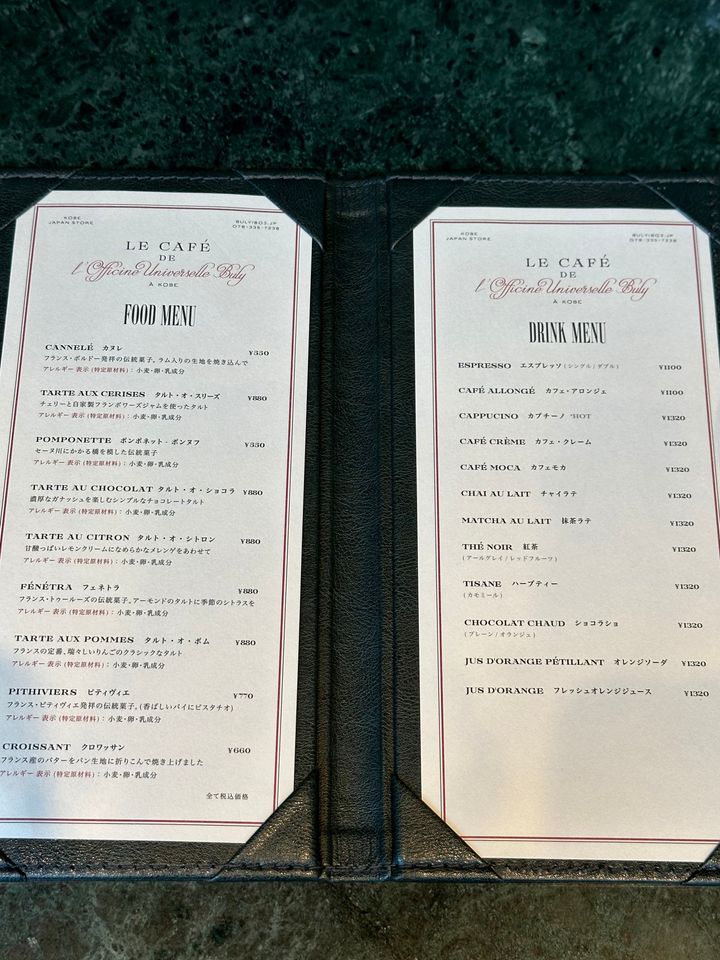 KOBE
JAPAN STORE
BULY1803.JP
078-335-7238
LE CAFÉ
DE
l'Officine Universelle Buly
À KOBE
FOOD MENU
CANNELÉ カヌレ ¥550
フランス・ボルドー発祥の伝統菓子。ラム入りの生地を焼き込んで
アレルギー 表示 (特定原材料)：小麦・卵・乳成分
TARTE AUX CERISES タルト・オ・スリーズ ¥880
チェリーと自家製フランボワーズジャムを使ったタルト
アレルギー 表示 (特定原材料)：小麦・卵・乳成分
POMPONETTE ポンポネット・ポンヌフ ¥550
セーヌ川にかかる橋を模した伝統菓子
アレルギー 表示 (特定原材料)：小麦・卵・乳成分
TARTE AU CHOCOLAT タルト・オ・ショコラ ¥880
濃厚なガナッシュを楽しむシンプルなチョコレートタルト
アレルギー 表示 (特定原材料)：小麦・卵・乳成分
TARTE AU CITRON タルト・オ・シトロン ¥880
甘酸っぱいレモンクリームになめらかなメレンゲをあわせて
アレルギー 表示 (特定原材料)：小麦・卵・乳成分
FÉNÉTRA フェネトラ ¥880
フランス・トゥールーズの伝統菓子。アーモンドのタルトに季節のシトラスを
アレルギー 表示 (特定原材料)：小麦・卵・乳成分
TARTE AUX POMMES タルト・オ・ポム ¥880
フランスの定番、瑞々しいりんごのクラシックなタルト
アレルギー 表示 (特定原材料)：小麦・卵・乳成分
PITHIVIERS ピティヴィエ ¥770
フランス・ピティヴィエ発祥の伝統菓子。(香ばしいパイにピスタチオ)
アレルギー 表示 (特定原材料)：小麦・卵・乳成分
CROISSANT クロワッサン ¥660
フランス産のバターをパン生地に折りこんで焼き上げました
アレルギー 表示 (特定原材料)：小麦・卵・乳成分
全て税込価格
KOBE
JAPAN STORE
BULY1803.JP
078-335-7238
LE CAFÉ
DE
l'Officine Universelle Buly
À KOBE
DRINK MENU
ESPRESSO エスプレッソ (シングル / ダブル) ¥1100
CAFÉ ALLONGÉ カフェ・アロンジェ ¥1100
CAPPUCINO カプチーノ *HOT ¥1320
CAFÉ CRÈME カフェ・クレーム ¥1320
CAFÉ MOCA カフェモカ ¥1320
CHAI AU LAIT チャイラテ ¥1320
MATCHA AU LAIT 抹茶ラテ ¥1320
THÉ NOIR 紅茶 ¥1320
(アールグレイ / レッドフルーツ)
TISANE ハーブティー ¥1320
(カモミール)
CHOCOLAT CHAUD ショコラショ ¥1320
(プレーン / オランジュ)
JUS D'ORANGE PÉTILLANT オレンジソーダ ¥1320
JUS D'ORANGE フレッシュオレンジジュース ¥1320